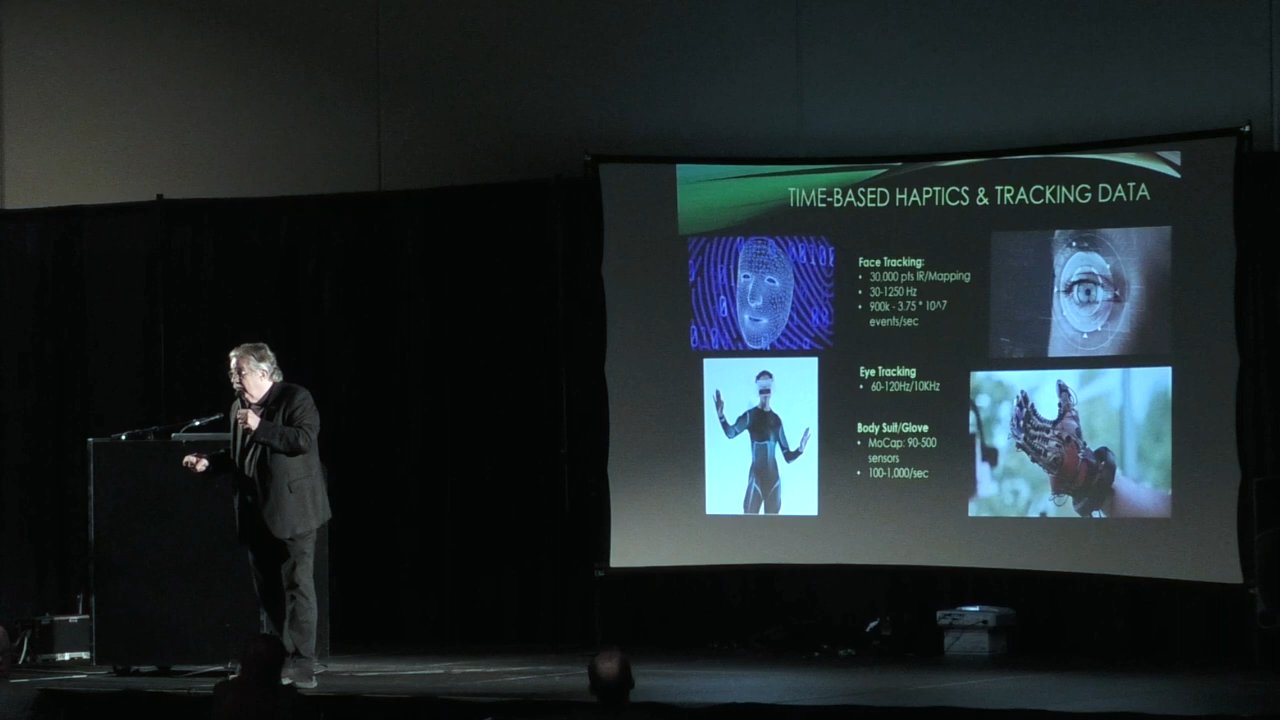 TIME-BASED HAPTICS & TRACKING DATA
Face Tracking:
• 30,000 pts IR/Mapping
• 30-1250 Hz
• 900k - 3.75 * 10^7
events/sec
Eye Tracking
• 60-120Hz/10KHz
Body Suit/Glove
• MoCap: 90-500
sensors
• 100-1,000/sec